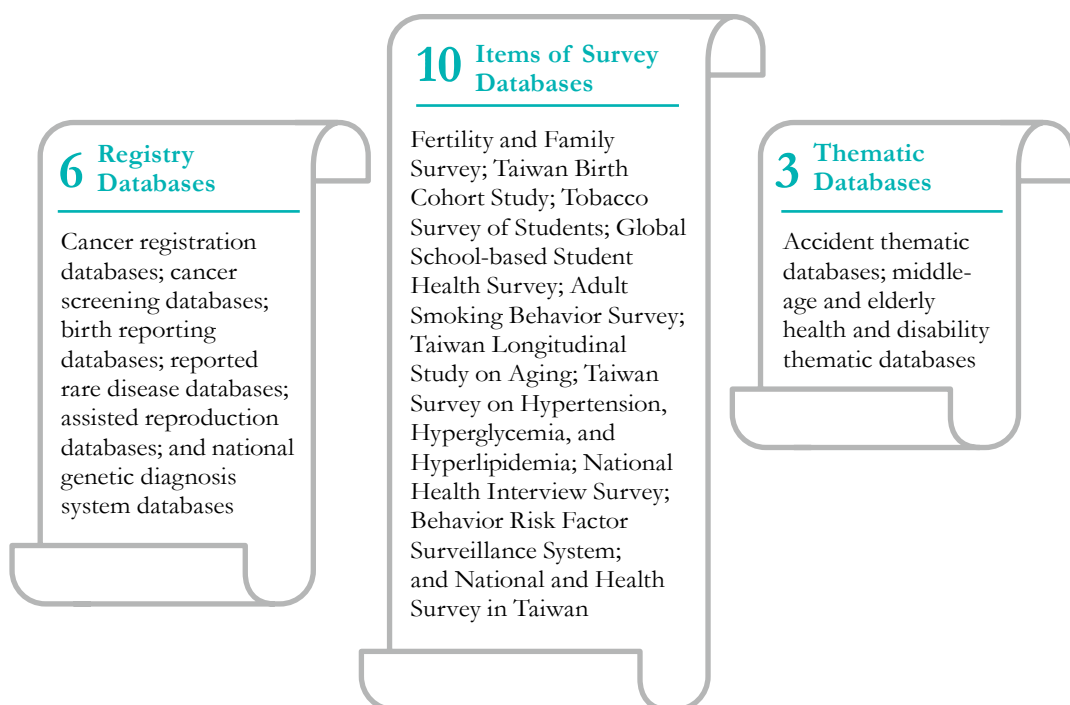 6 Registry
Databases
Cancer registration
databases; cancer
screening databases;
birth reporting
databases; reported
rare disease databases;
assisted reproduction
databases; and national
genetic diagnosis
system databases
10 Items of Survey
Databases
Fertility and Family
Survey; Taiwan Birth
Cohort Study; Tobacco
Survey of Students; Global
School-based Student
Health Survey; Adult
Smoking Behavior Survey;
Taiwan Longitudinal
Study on Aging; Taiwan
Survey on Hypertension,
Hyperglycemia, and
Hyperlipidemia; National
Health Interview Survey;
Behavior Risk Factor
Surveillance System;
and National and Health
Survey in Taiwan
3 Thematic
Databases
Accident thematic
databases; middle-
age and elderly
health and disability
thematic databases